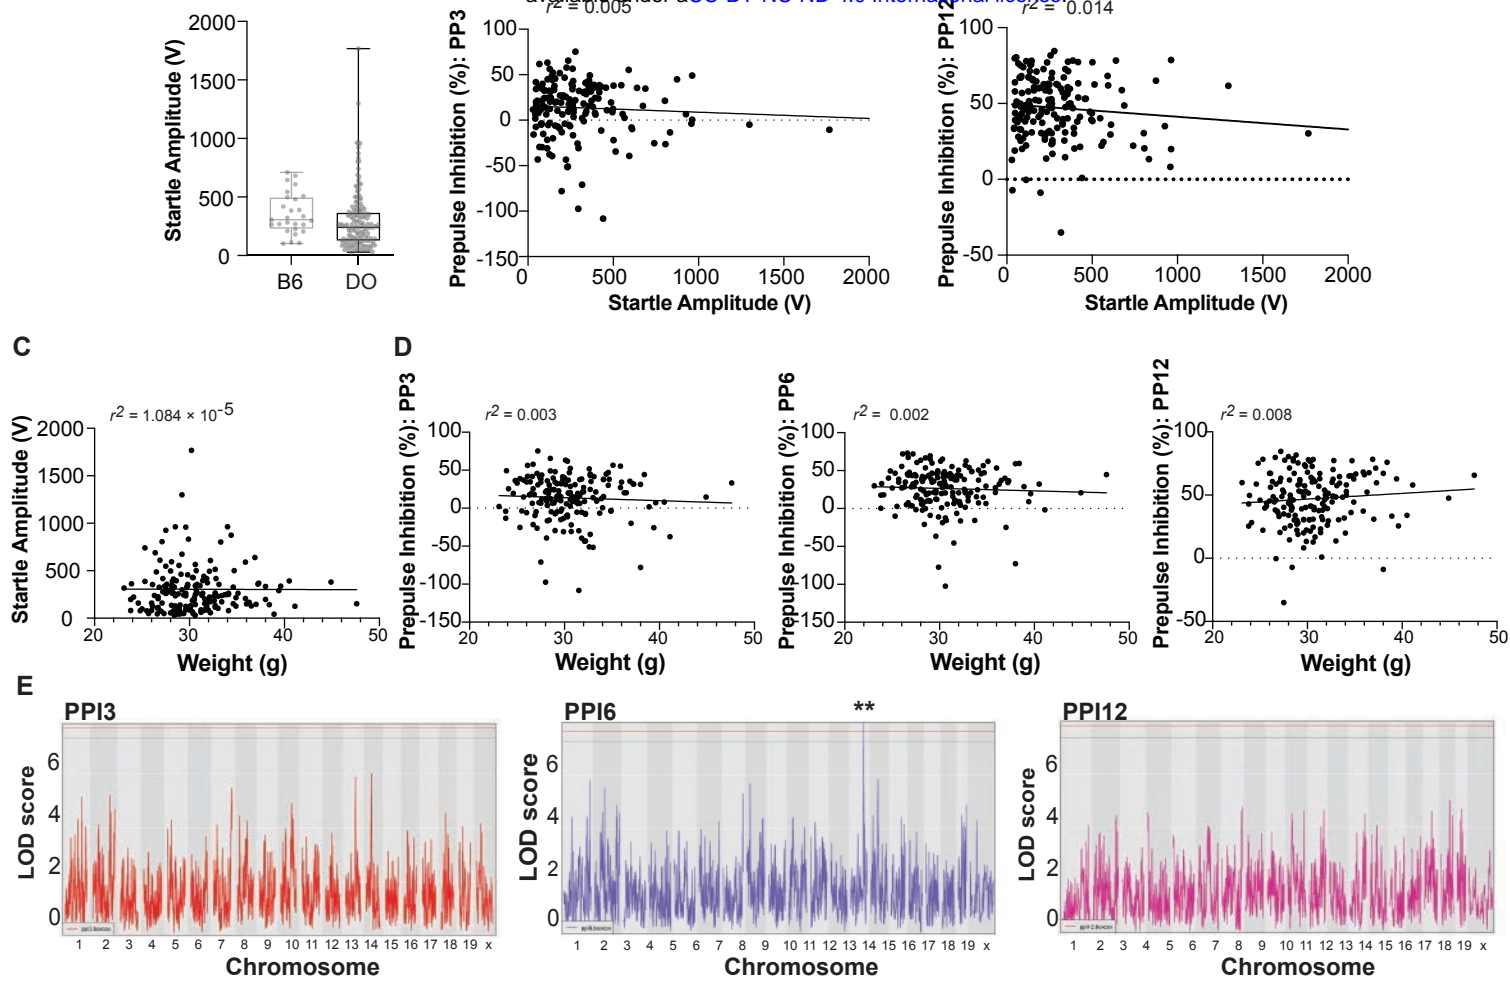 available under aCC-BY-NC-ND 4.0 International license.
r² = 0.005
r² = 0.014
Startle Amplitude (V)
2000
1500
1000
500
0
B6
DO
Prepulse Inhibition (%): PP3
100
50
0
-50
-100
-150
0
500
1000
1500
2000
Startle Amplitude (V)
Prepulse Inhibition (%): PP12
100
50
0
-50
0
500
1000
1500
2000
Startle Amplitude (V)
C
r² = 1.084 × 10⁻⁵
Startle Amplitude (V)
2000
1500
1000
500
0
20
30
40
50
Weight (g)
D
r² = 0.003
Prepulse Inhibition (%): PP3
100
50
0
-50
-100
-150
20
30
40
50
Weight (g)
r² = 0.002
Prepulse Inhibition (%): PP6
100
50
0
-50
-100
-150
20
30
40
50
Weight (g)
r² = 0.008
Prepulse Inhibition (%): PP12
100
50
0
-50
20
30
40
50
Weight (g)
E
PPI3
LOD score
6
4
2
0
1 2 3 4 5 6 7 8 9 10 11 12 13 14 15 16 17 18 19 x
Chromosome
PPI6
**
LOD score
6
4
2
0
1 2 3 4 5 6 7 8 9 10 11 12 13 14 15 16 17 18 19 x
Chromosome
PPI12
LOD score
6
4
2
0
1 2 3 4 5 6 7 8 9 10 11 12 13 14 15 16 17 18 19 x
Chromosome